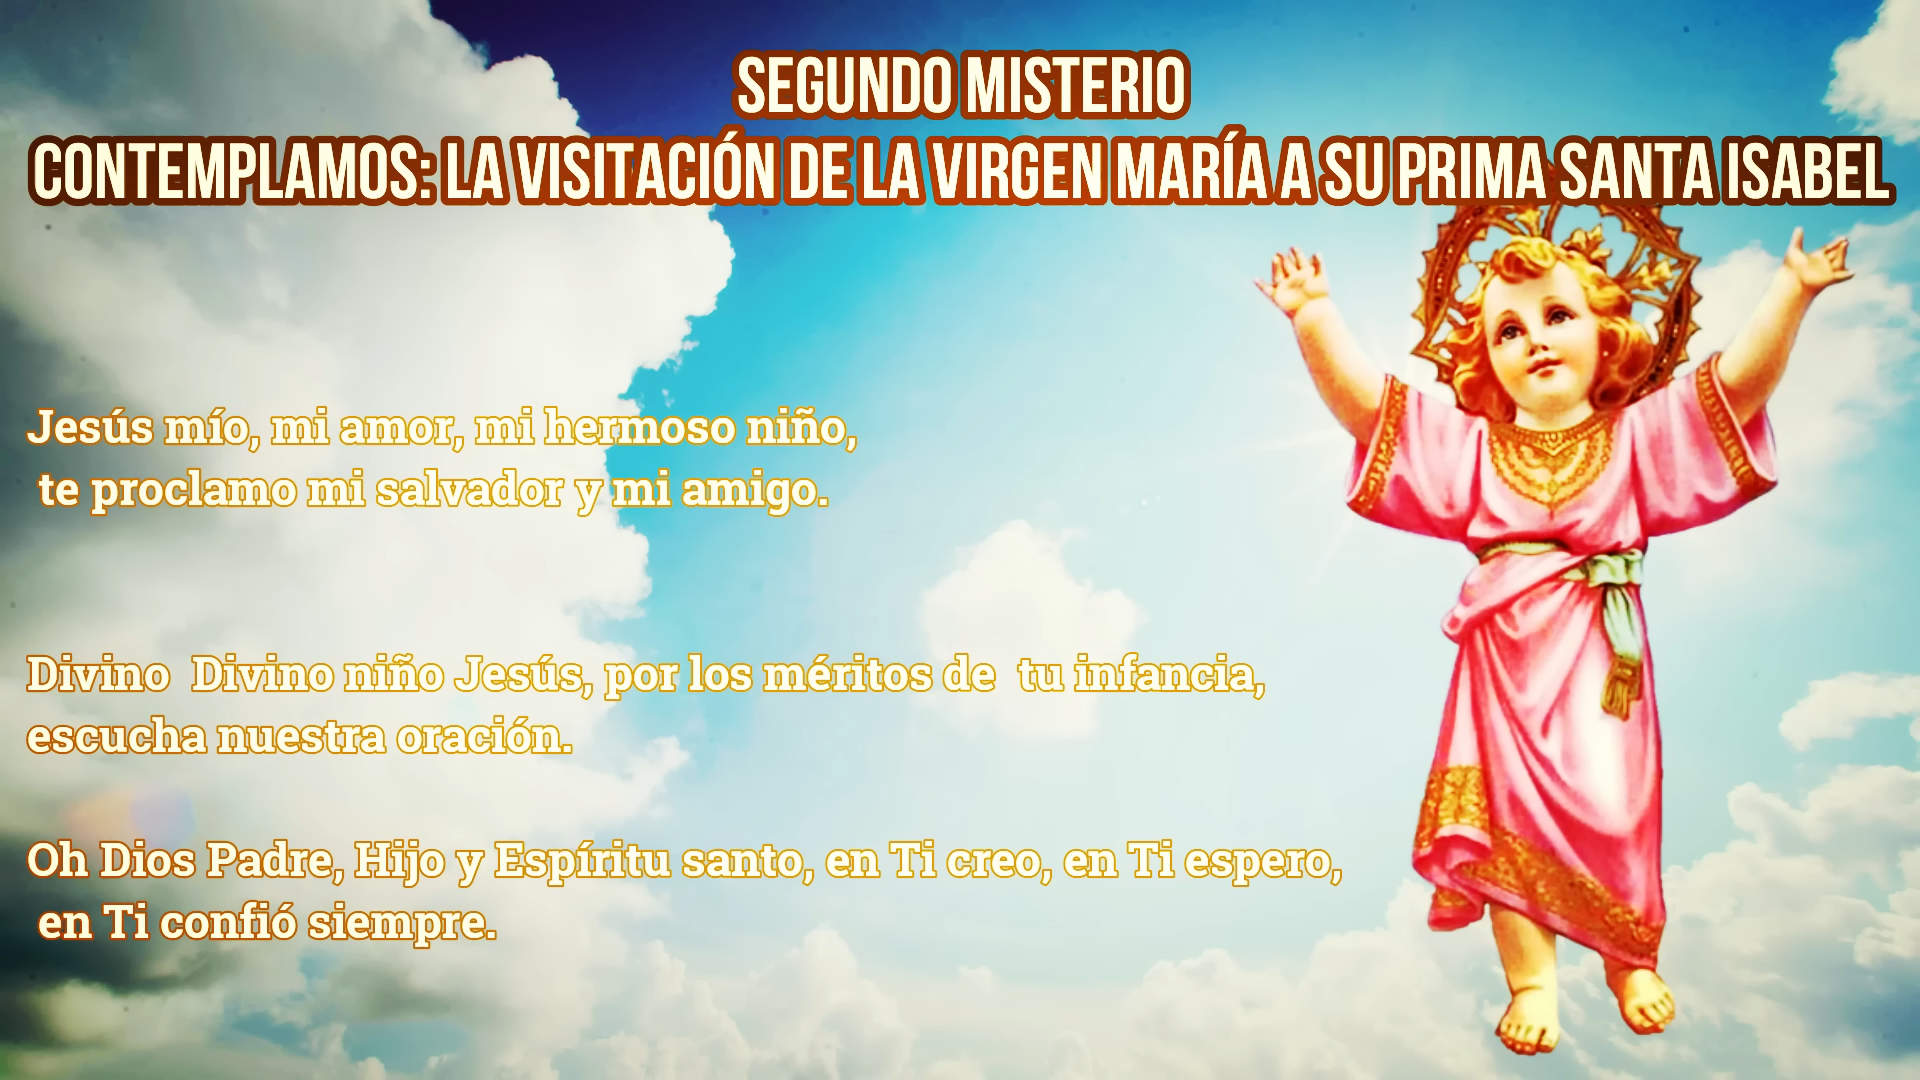 SEGUNDO MISTERIO
CONTEMPLAMOS: LA VISITACIÓN DE LA VIRGEN MARÍA A SU PRIMA SANTA ISABEL
Jesús mío, mi amor, mi hermoso niño,
te proclamo mi salvador y mi amigo.
Divino Divino niño Jesús, por los méritos de tu infancia,
escucha nuestra oración.
Oh Dios Padre, Hijo y Espíritu santo, en Ti creo, en Ti espero,
en Ti confió siempre.